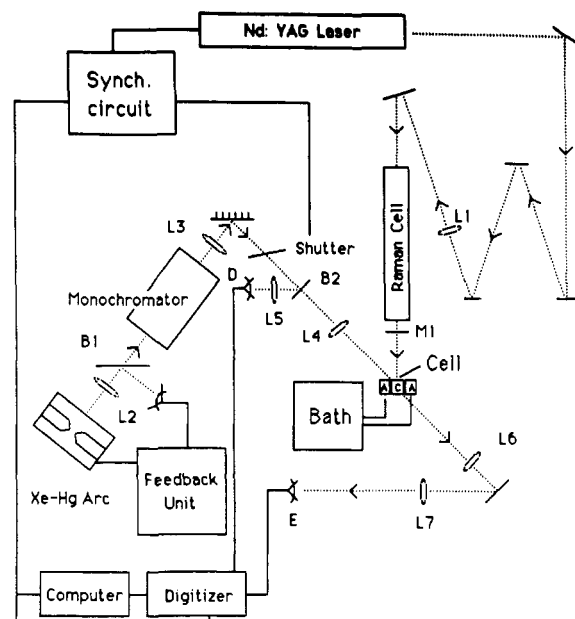 Nd: YAG Laser
Synch.
circuit
L3
Shutter
D
B2
L5
Monochromator
B1
L4
L1
Raman Cell
M1
Cell
A C A
L2
Bath
L6
Xe-Hg Arc
Feedback
Unit
E
L7
Computer
Digitizer